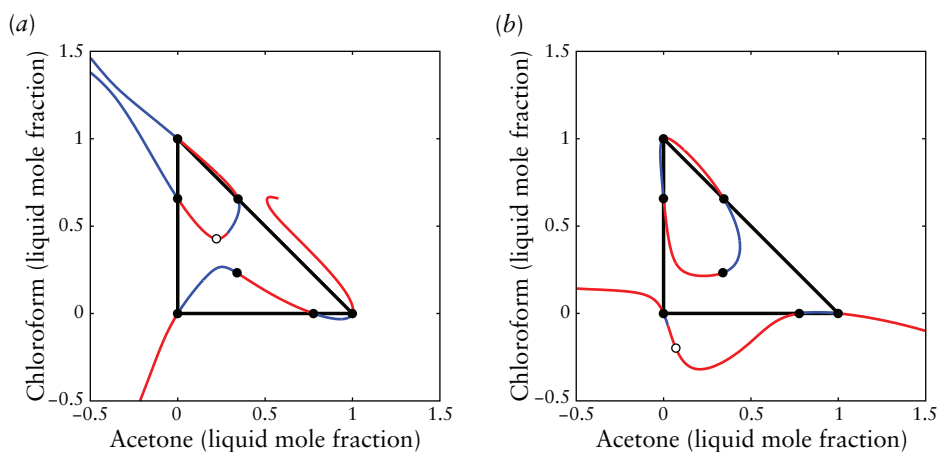 (a)
Chloroform (liquid mole fraction)
1.5
1
0.5
0
−0.5
−0.5 0 0.5 1 1.5
Acetone (liquid mole fraction)
(b)
Chloroform (liquid mole fraction)
1.5
1
0.5
0
−0.5
−0.5 0 0.5 1 1.5
Acetone (liquid mole fraction)